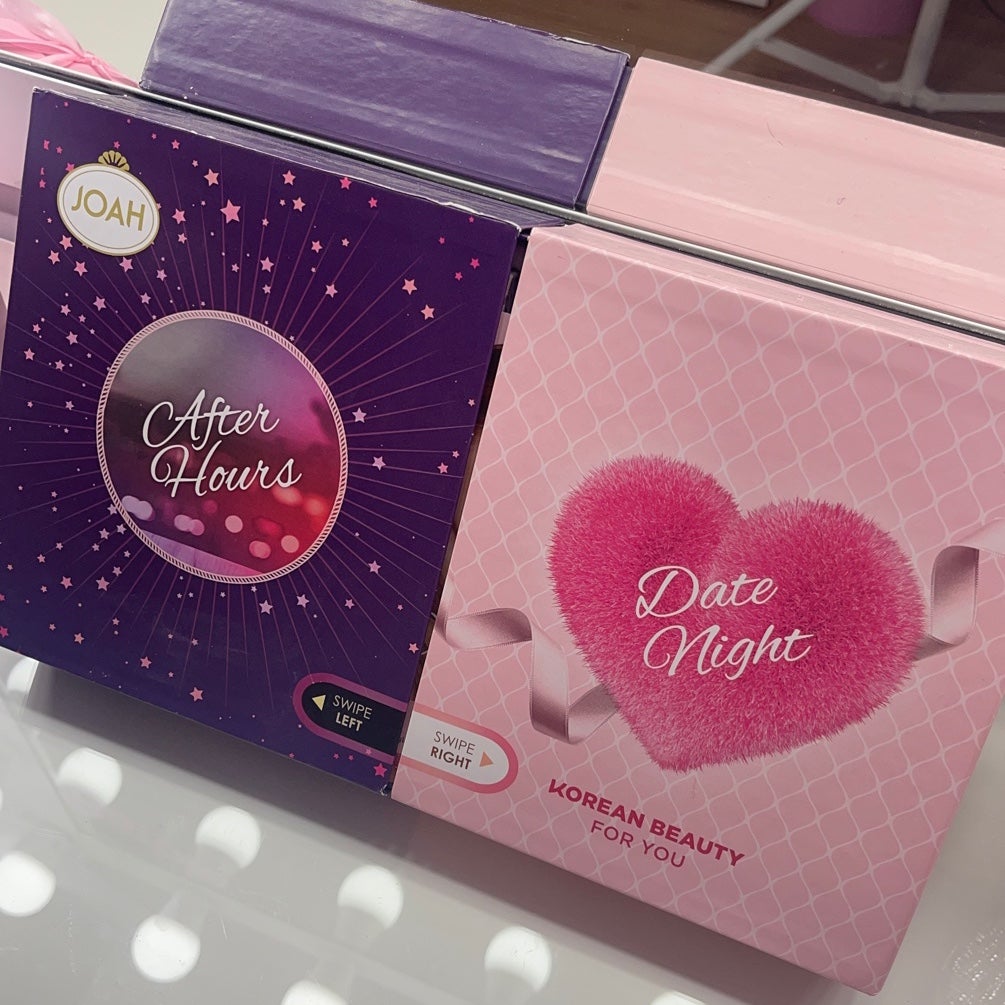 JOAH
After
Hours
SWIPE
LEFT
SWIPE
RIGHT
Date
Night
KOREAN BEAUTY
FOR YOU